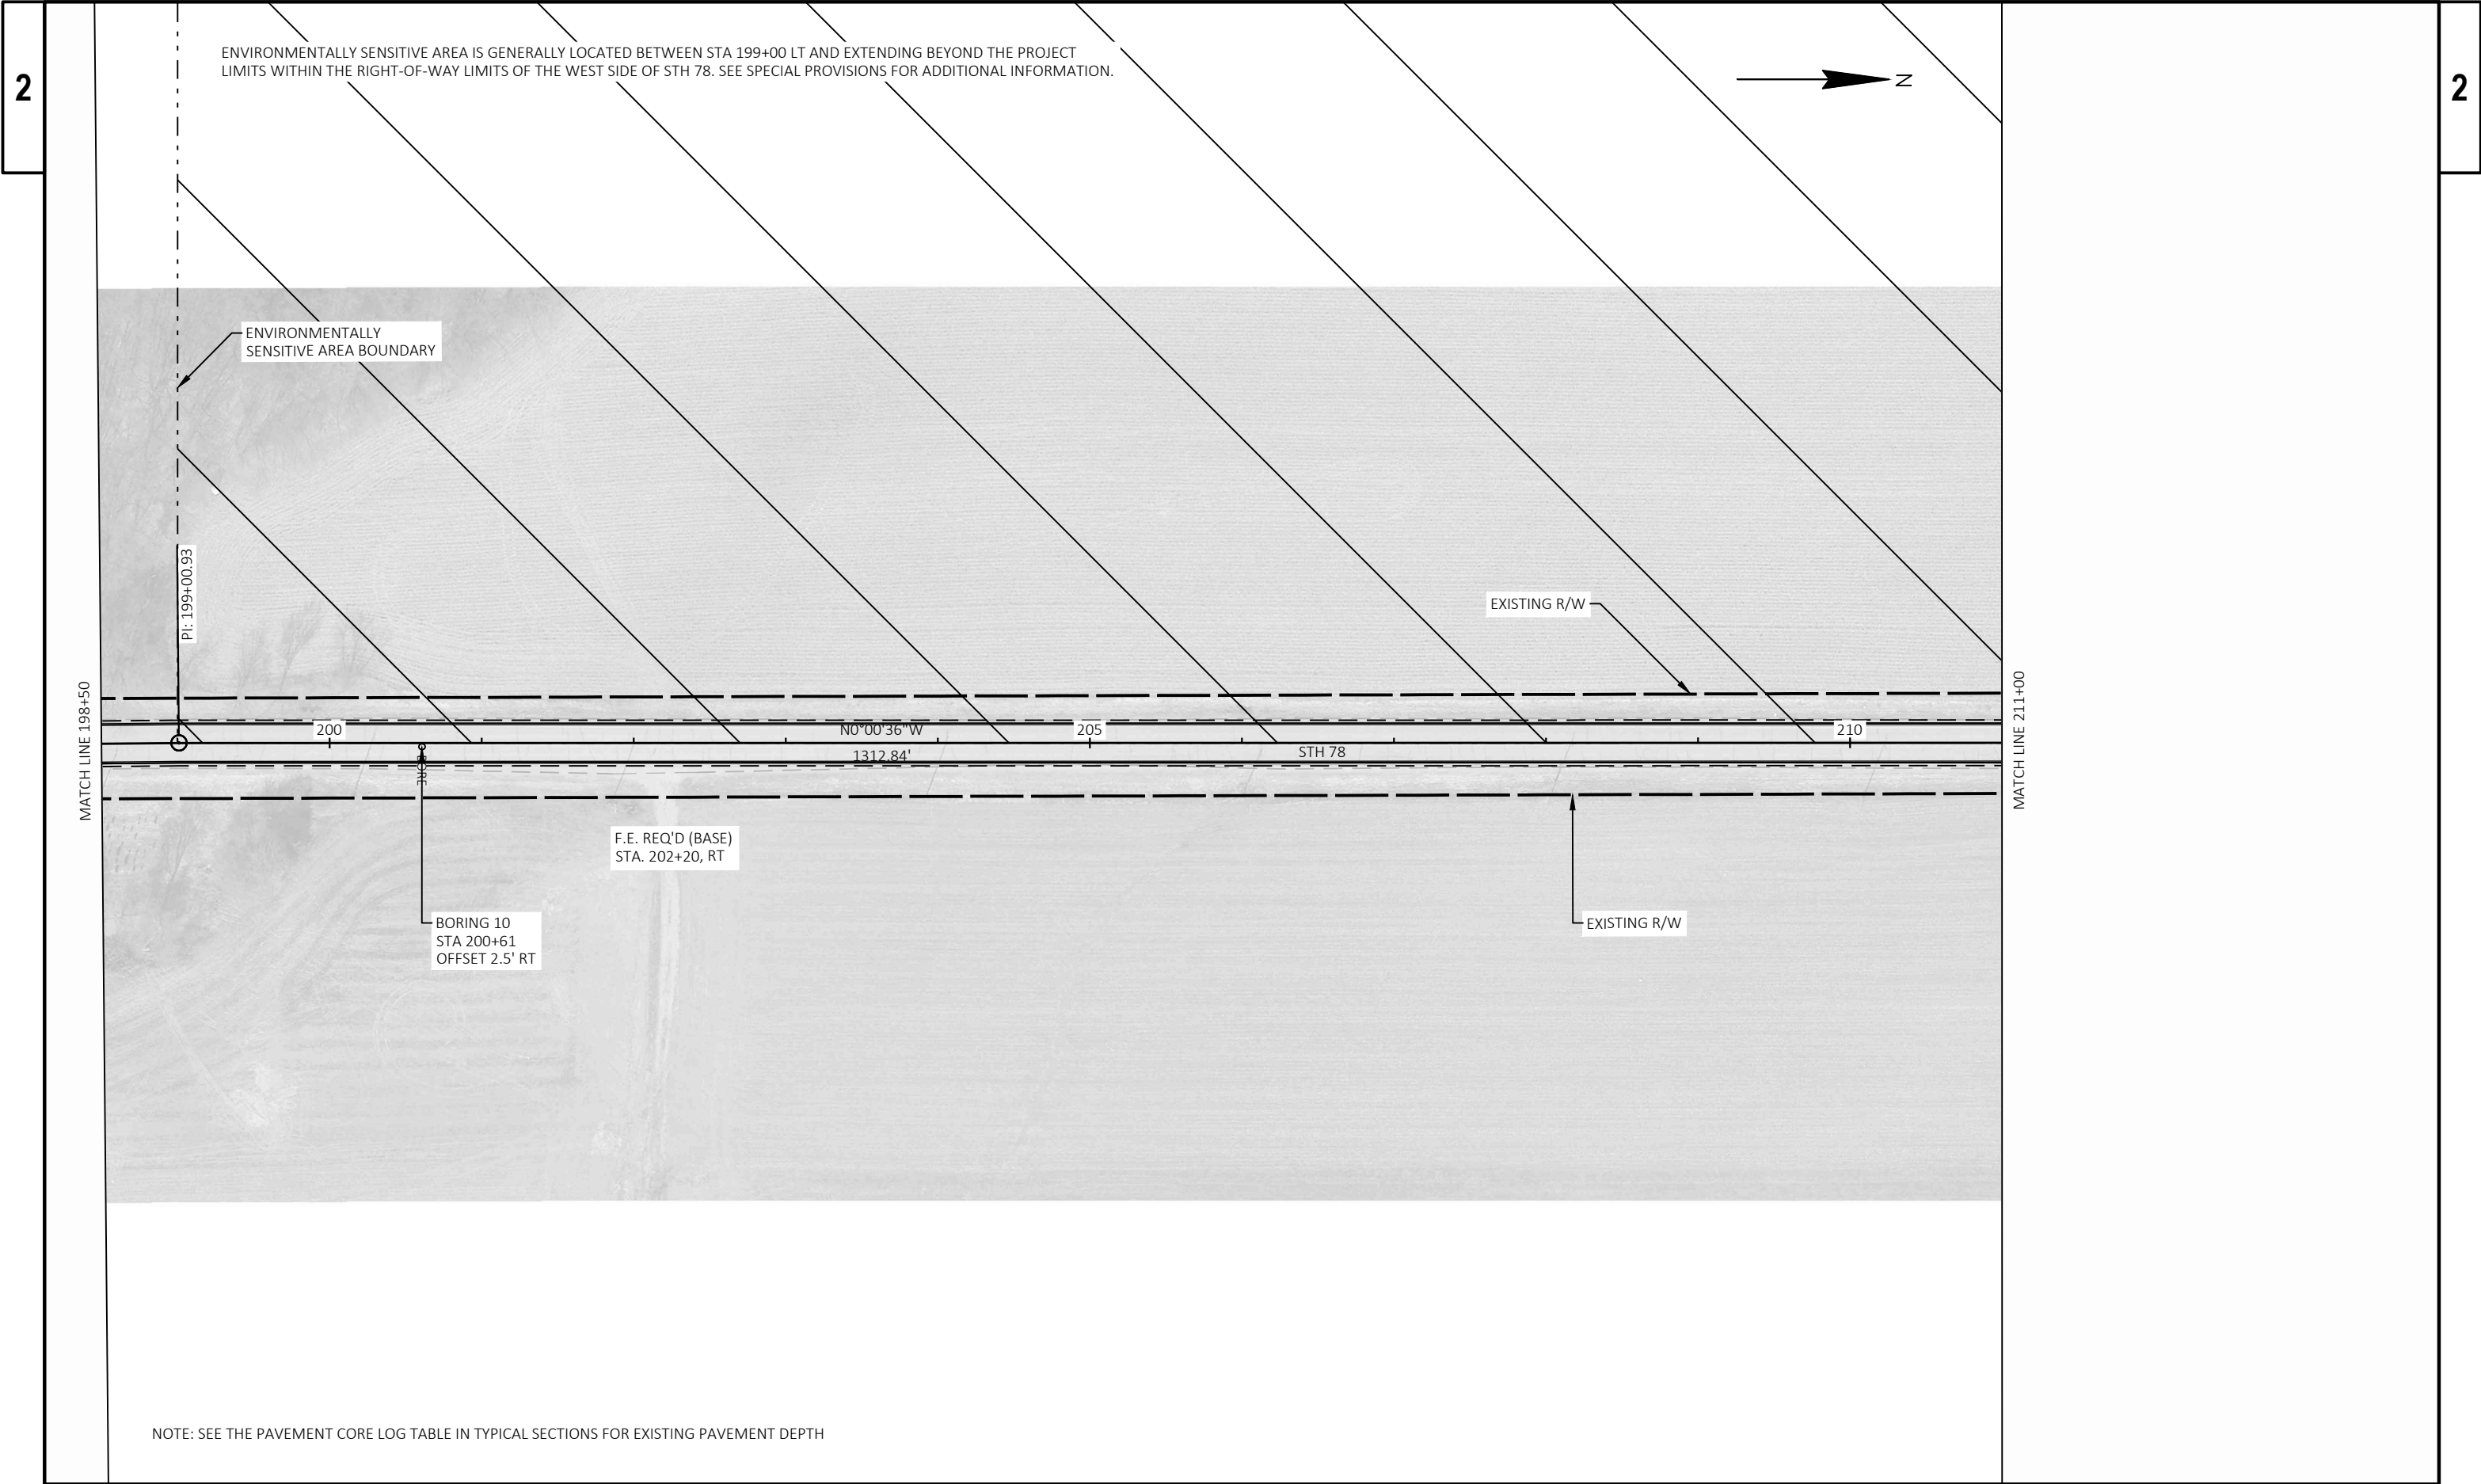 2
2
ENVIRONMENTALLY SENSITIVE AREA IS GENERALLY LOCATED BETWEEN STA 199+00 LT AND EXTENDING BEYOND THE PROJECT
LIMITS WITHIN THE RIGHT-OF-WAY LIMITS OF THE WEST SIDE OF STH 78. SEE SPECIAL PROVISIONS FOR ADDITIONAL INFORMATION.
N
ENVIRONMENTALLY
SENSITIVE AREA BOUNDARY
PI: 199+00.93
EXISTING R/W
MATCH LINE 198+50
MATCH LINE 211+00
200
N0°00'36"W
205
210
1312.84'
STH 78
BORE
F.E. REQ'D (BASE)
STA. 202+20, RT
BORING 10
STA 200+61
OFFSET 2.5' RT
EXISTING R/W
NOTE: SEE THE PAVEMENT CORE LOG TABLE IN TYPICAL SECTIONS FOR EXISTING PAVEMENT DEPTH